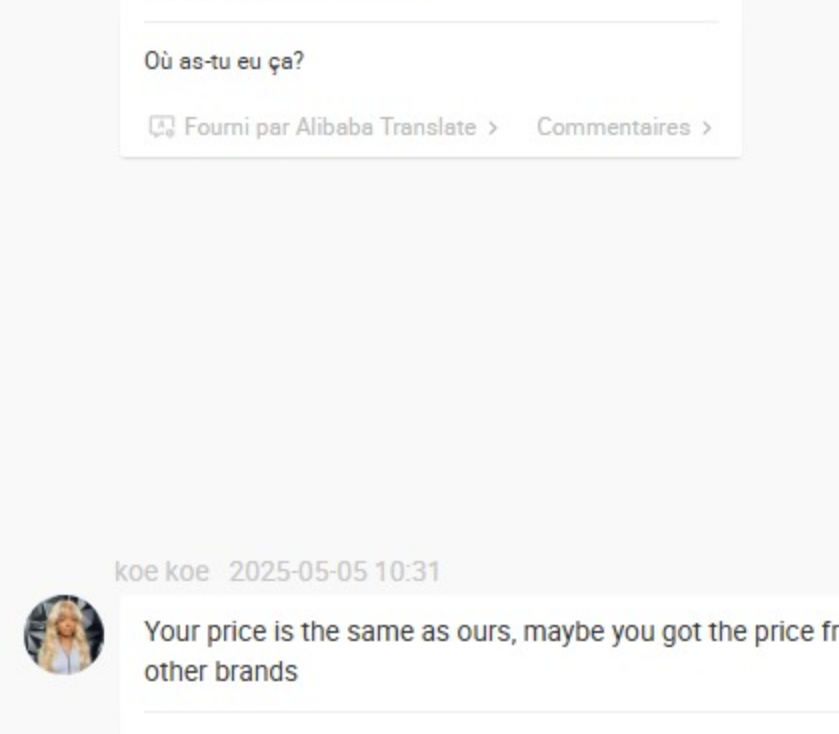 Où as-tu eu ça?
Fourni par Alibaba Translate
Commentaires
koe koe 2025-05-05 10:31
Your price is the same as ours, maybe you got the price
other brands